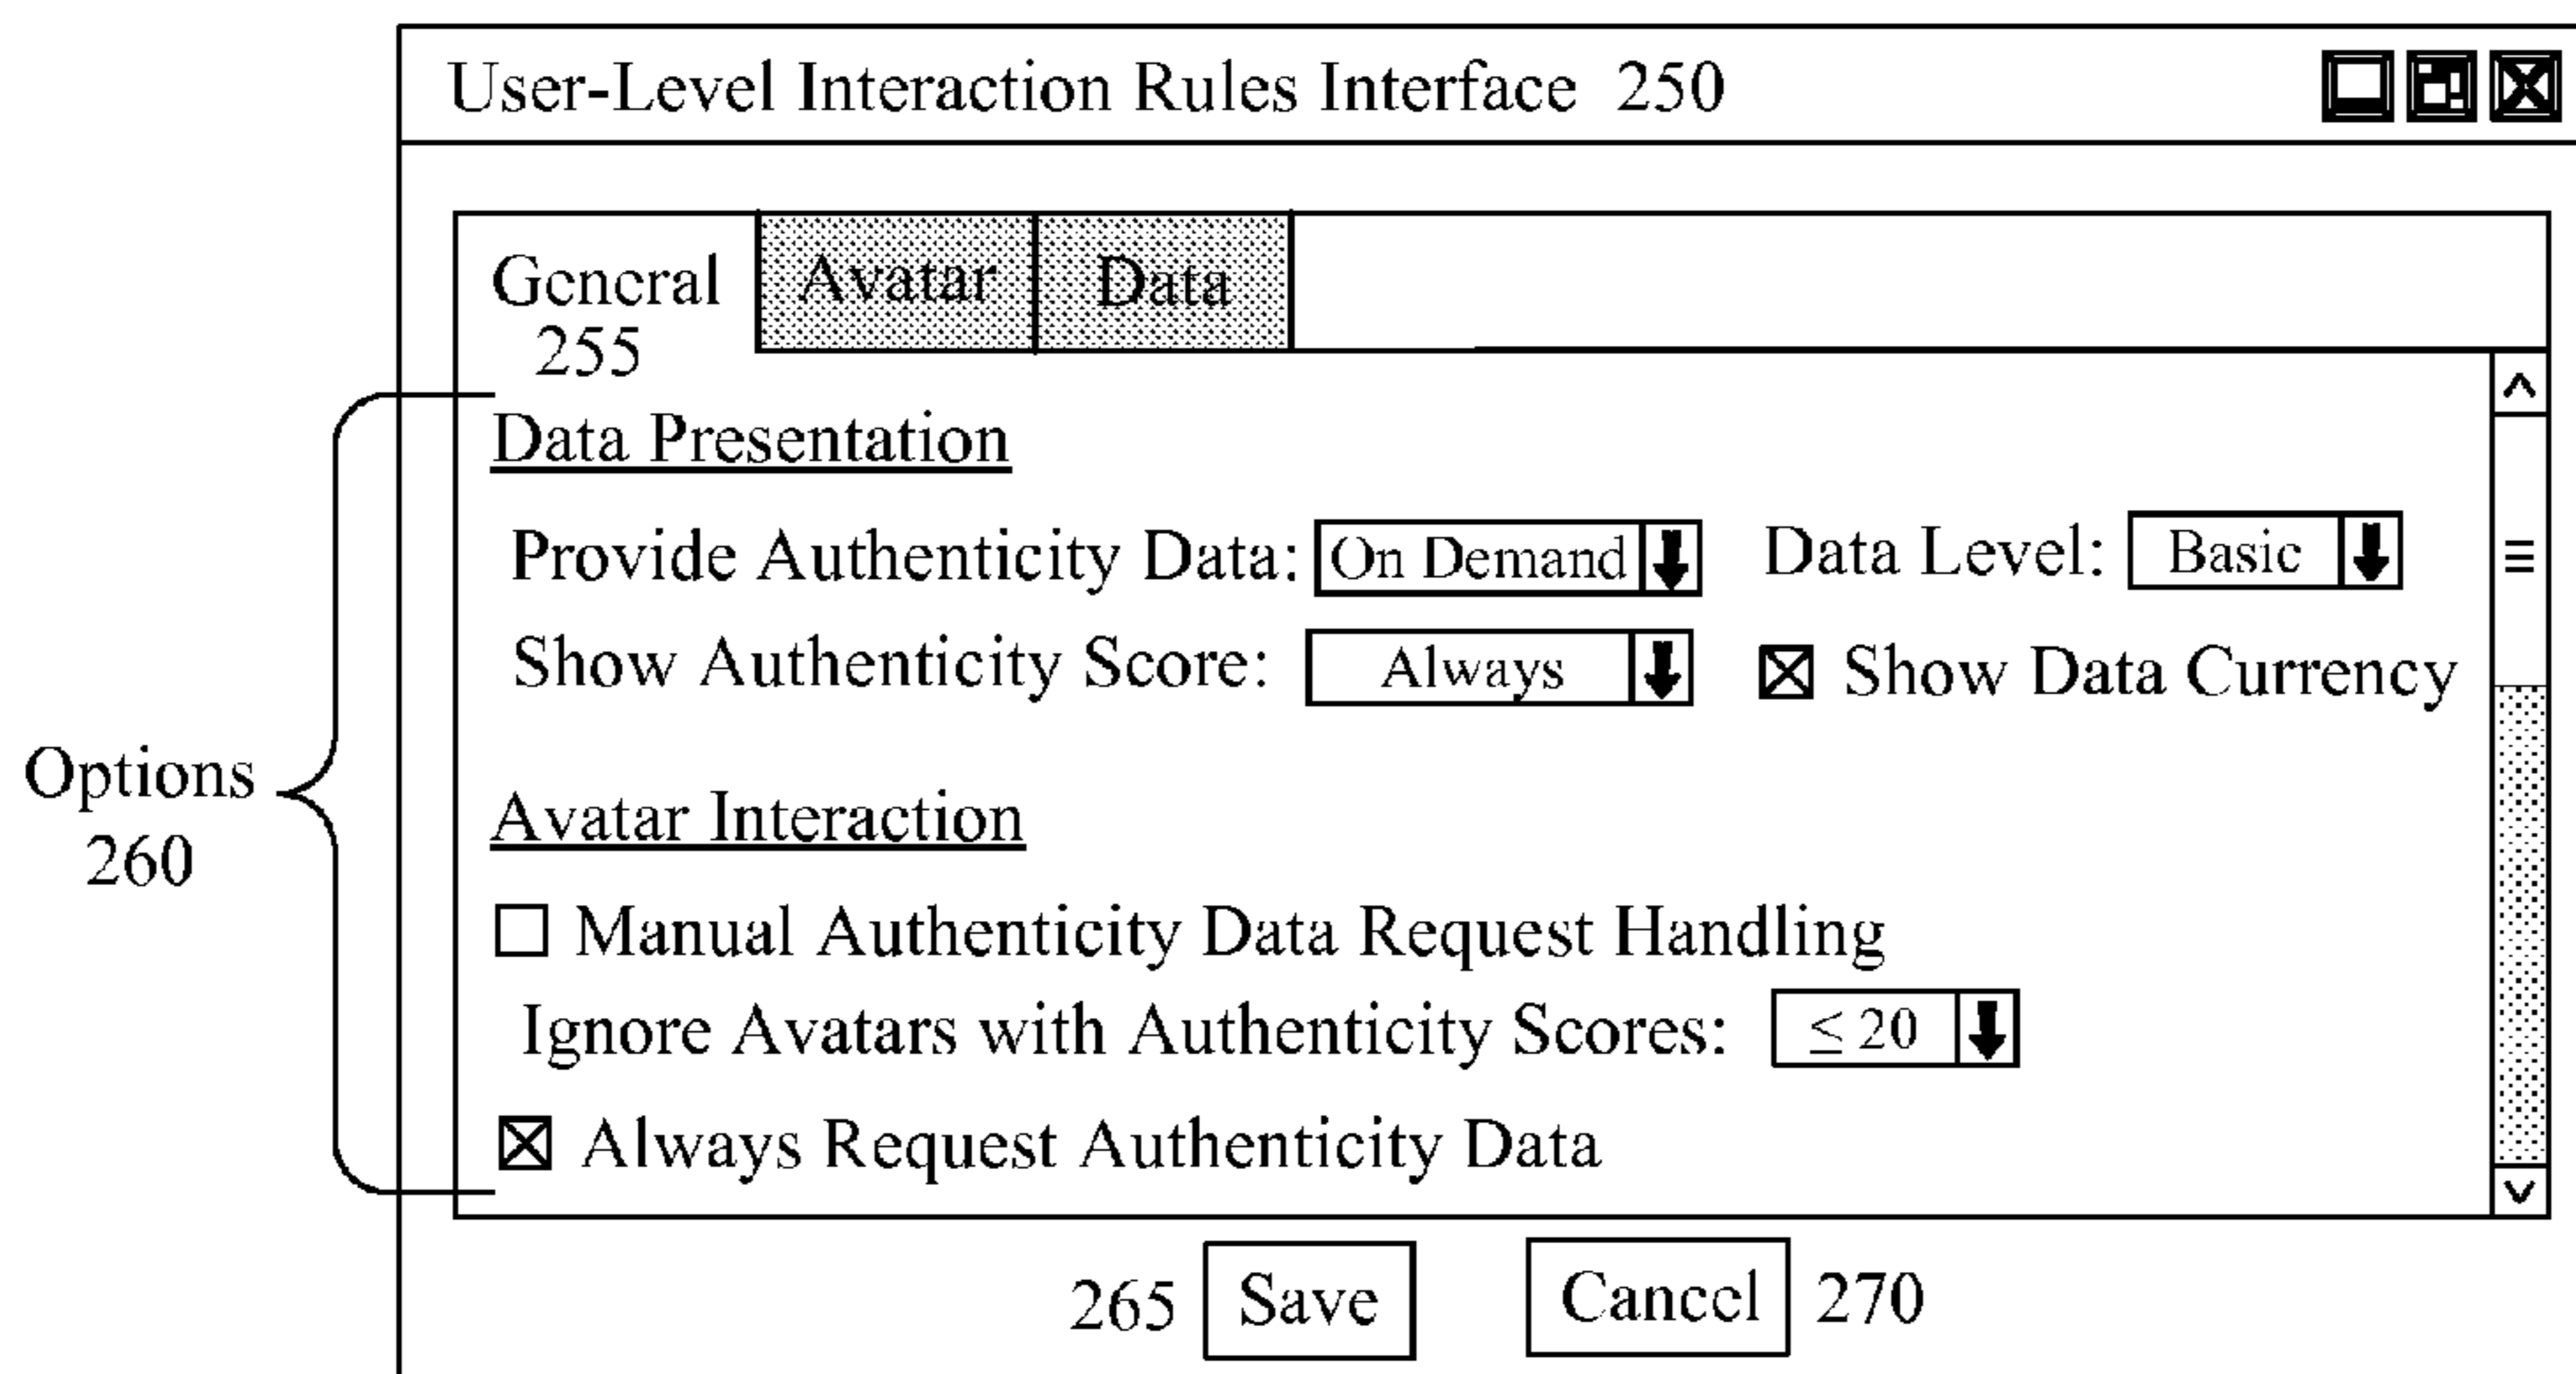 User-Level Interaction Rules Interface 250
General Avatar Data
255
Data Presentation
Provide Authenticity Data: On Demand Data Level: Basic
Show Authenticity Score: Always Show Data Currency
Options
260
Avatar Interaction
Manual Authenticity Data Request Handling
Ignore Avatars with Authenticity Scores: ≤ 20
Always Request Authenticity Data
265 Save Cancel 270